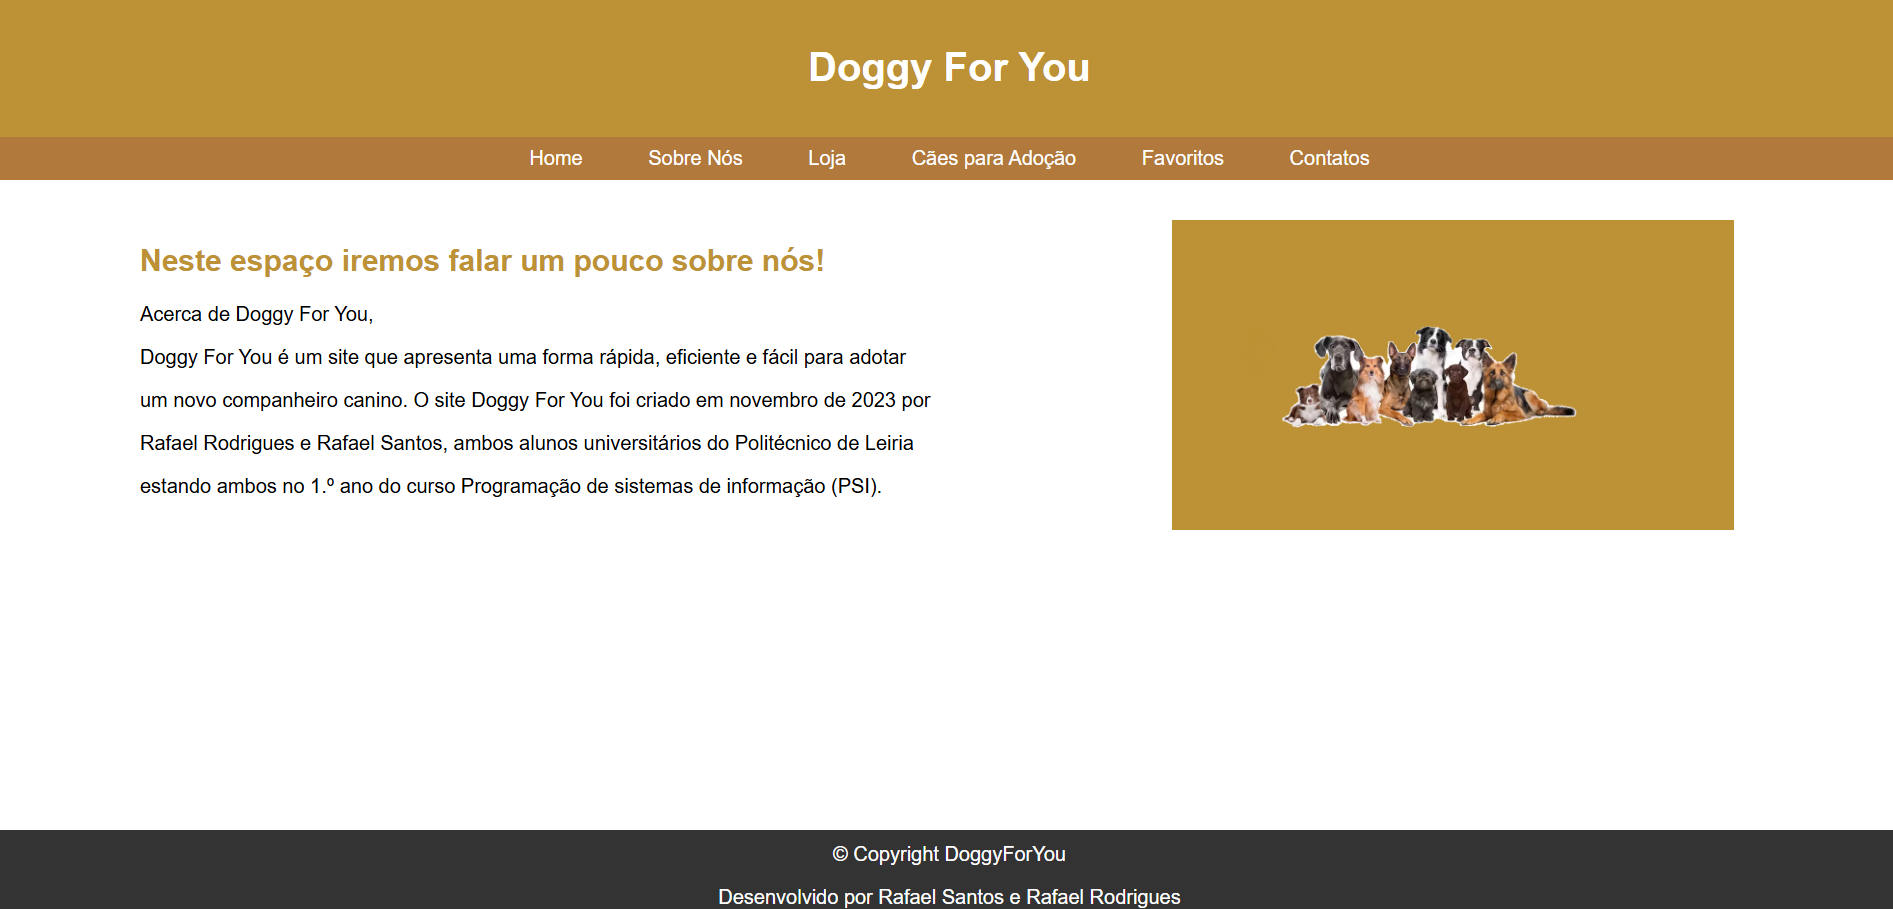 Doggy For You
Home Sobre Nós Loja Cães para Adoção Favoritos Contatos
Neste espaço iremos falar um pouco sobre nós!
Acerca de Doggy For You,
Doggy For You é um site que apresenta uma forma rápida, eficiente e fácil para adotar
um novo companheiro canino. O site Doggy For You foi criado em novembro de 2023 por
Rafael Rodrigues e Rafael Santos, ambos alunos universitários do Politécnico de Leiria
estando ambos no 1.º ano do curso Programação de sistemas de informação (PSI).
© Copyright DoggyForYou
Desenvolvido por Rafael Santos e Rafael Rodrigues